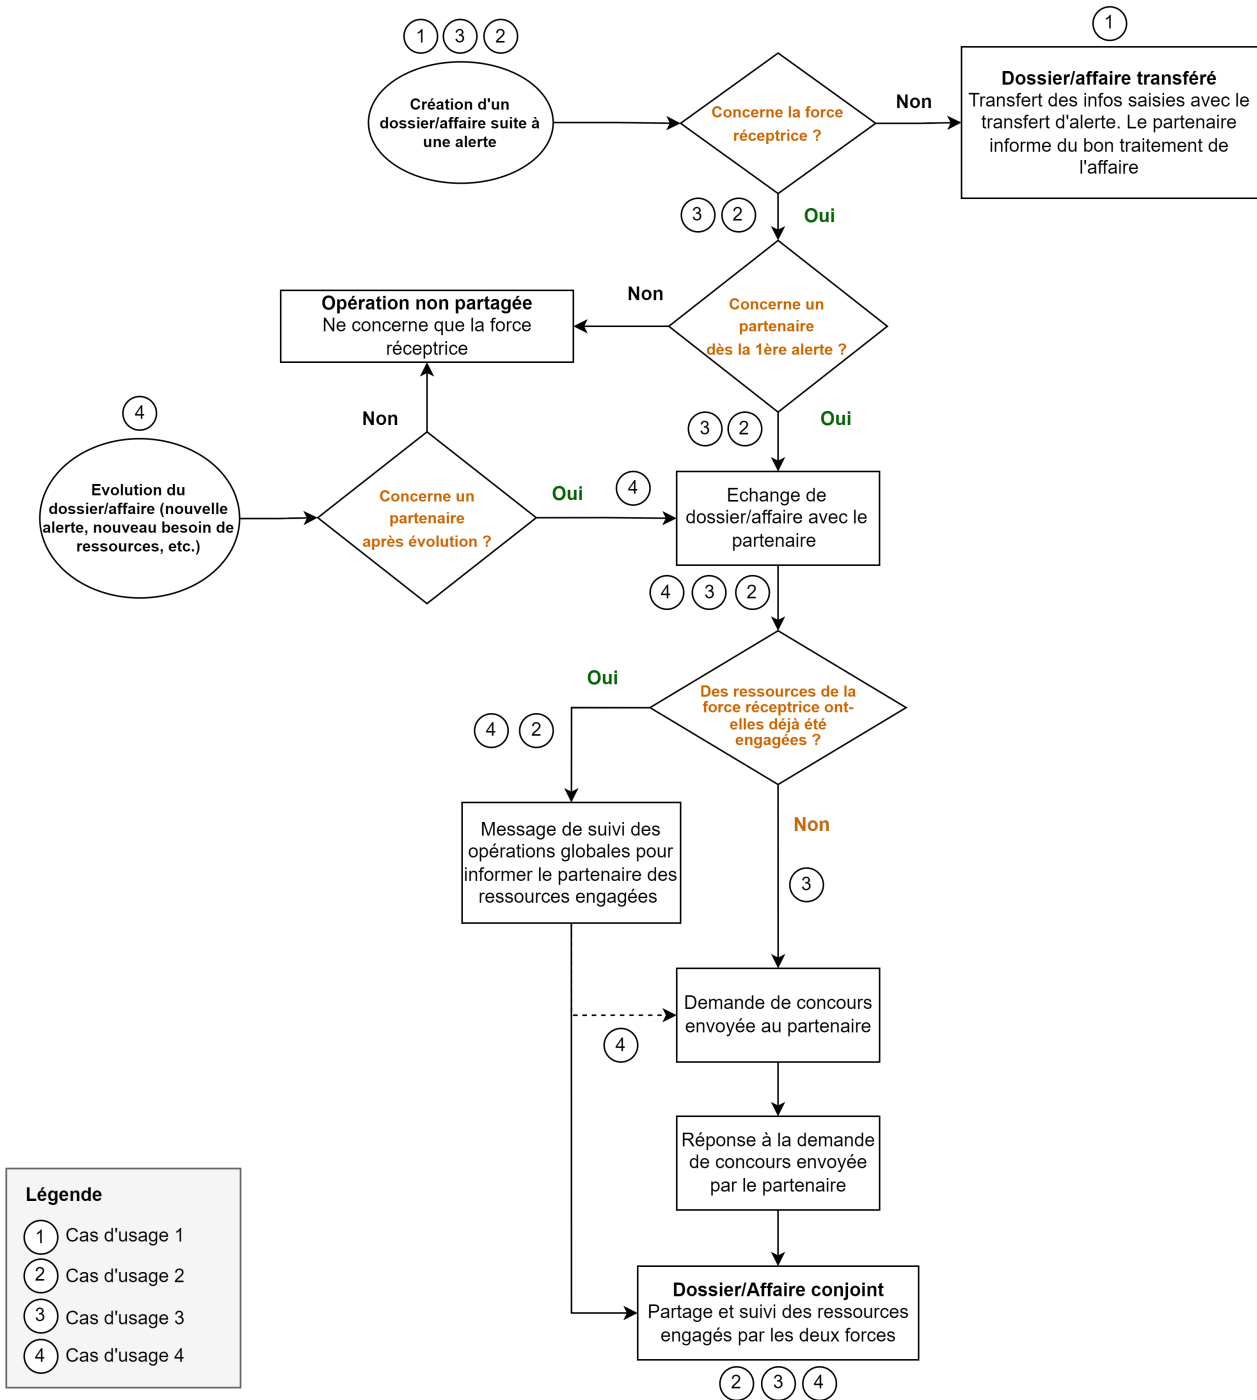 1 3 2
Création d'un
dossier/affaire suite à
une alerte
Concerne la force
réceptrice ?
Non
1
Dossier/affaire transféré
Transfert des infos saisies avec le
transfert d'alerte. Le partenaire
informe du bon traitement de
l'affaire
3 2
Oui
Concerne un
partenaire
dès la 1ère alerte ?
Non
Opération non partagée
Ne concerne que la force
réceptrice
4
Evolution du
dossier/affaire (nouvelle
alerte, nouveau besoin de
ressources, etc.)
Non
Concerne un
partenaire
après évolution ?
Oui
4
3 2
Oui
Echange de
dossier/affaire avec le
partenaire
4 3 2
Des ressources de la
force réceptrice ont-
elles déjà été
engagées ?
Oui
4 2
Message de suivi des
opérations globales pour
informer le partenaire des
ressources engagées
Non
3
4
Demande de concours
envoyée au partenaire
Réponse à la demande
de concours envoyée
par le partenaire
Dossier/Affaire conjoint
Partage et suivi des ressources
engagés par les deux forces
2 3 4
Légende
1 Cas d'usage 1
2 Cas d'usage 2
3 Cas d'usage 3
4 Cas d'usage 4